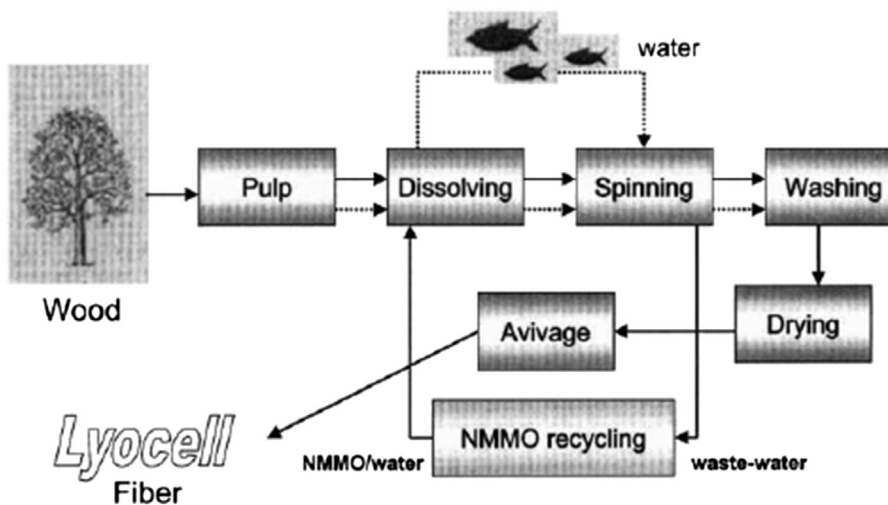 water
Pulp
Dissolving
Spinning
Washing
Wood
Avivage
Drying
Lyocell
Fiber
NMMO recycling
NMMO/water
waste-water